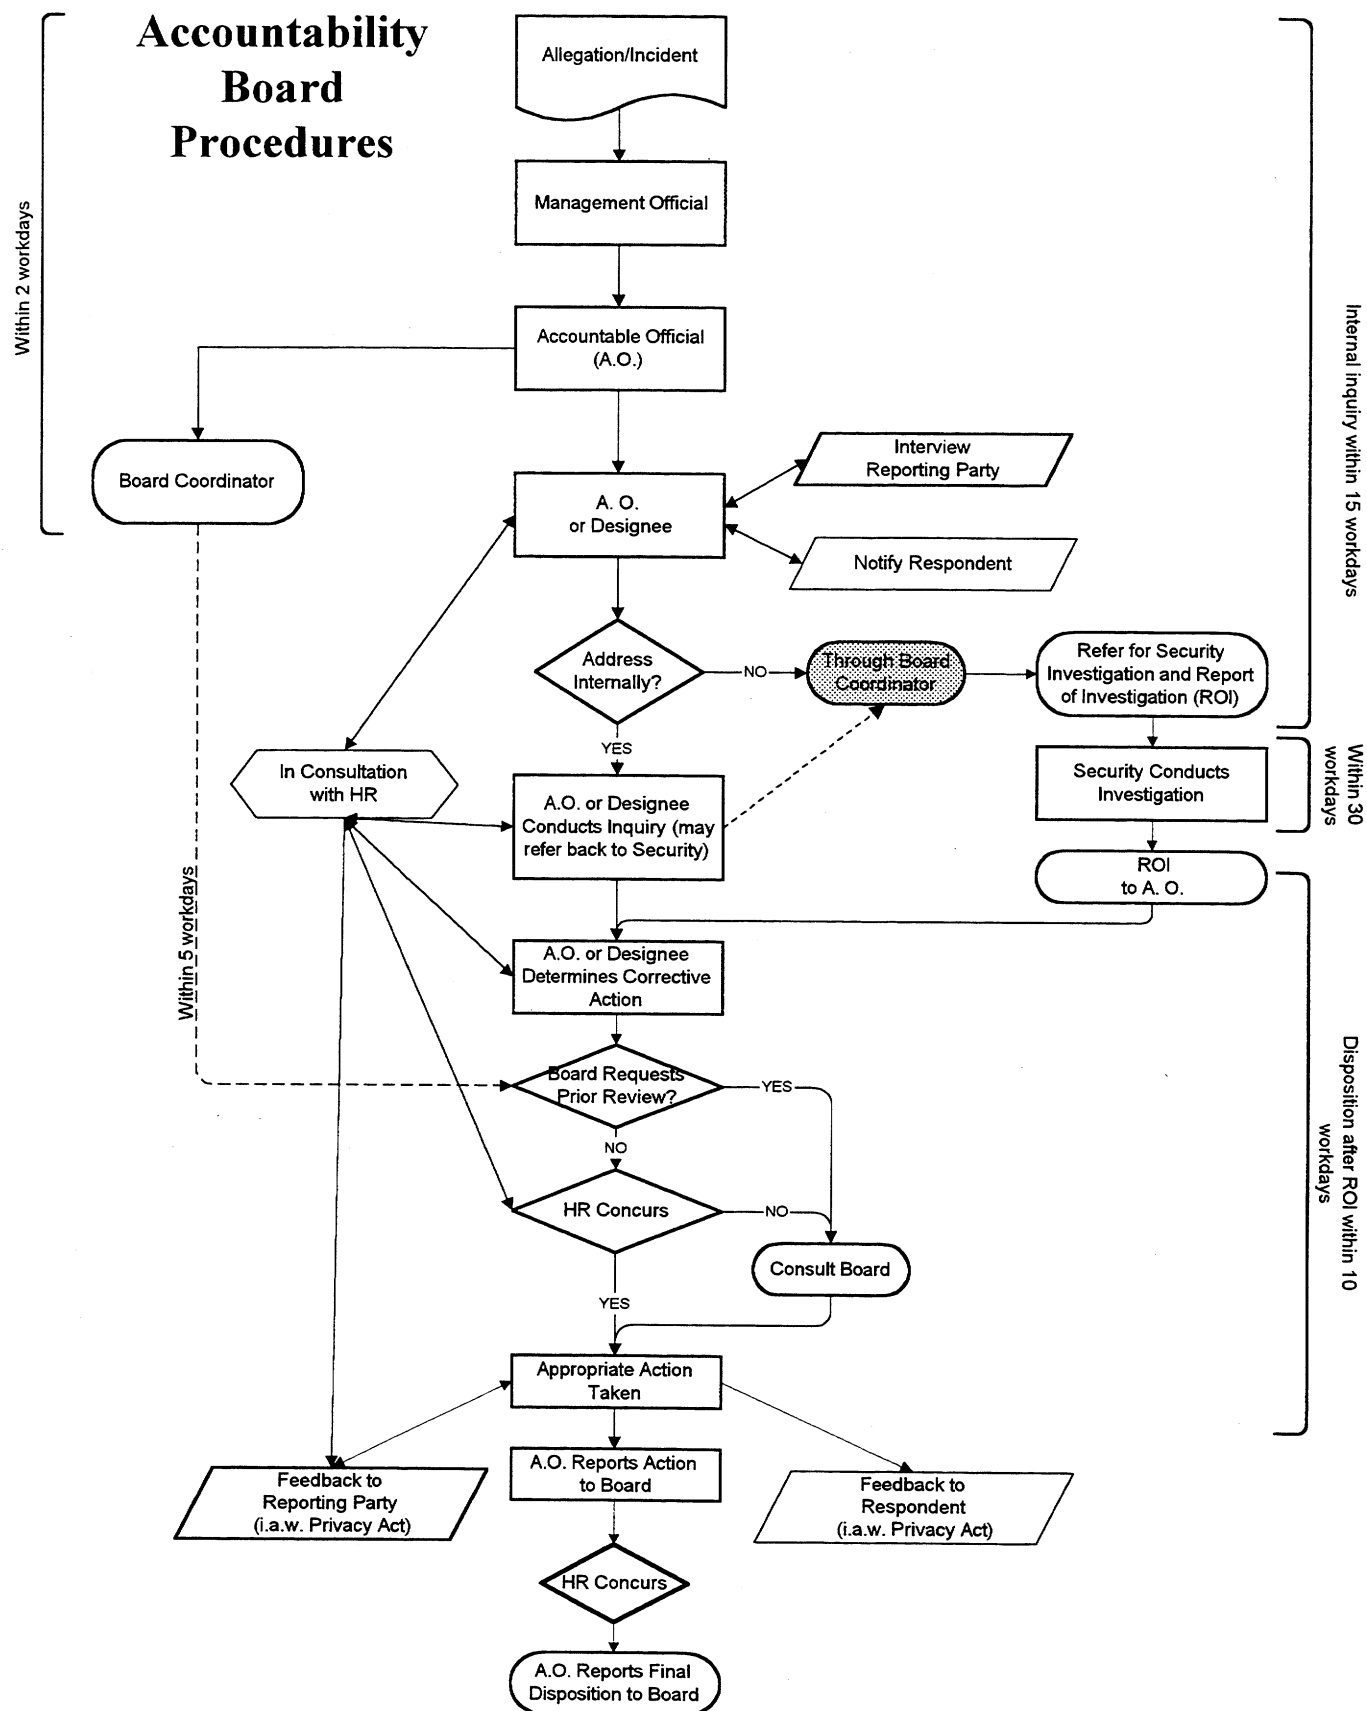 Accountability
Board
Procedures
Allegation/Incident
Management Official
Within 2 workdays
Accountable Official
(A.O.)
Internal inquiry within 15 workdays
Board Coordinator
Interview
Reporting Party
A. O.
or Designee
Notify Respondent
Address
Internally?
NO
Through Board
Coordinator
Refer for Security
Investigation and Report
of Investigation (ROI)
YES
In Consultation
with HR
A.O. or Designee
Conducts Inquiry (may
refer back to Security)
Security Conducts
Investigation
Within 30
workdays
ROI
to A. O.
Within 5 workdays
A.O. or Designee
Determines Corrective
Action
Board Requests
Prior Review?
YES
NO
Disposition after ROI within 10
workdays
HR Concurs
NO
Consult Board
YES
Appropriate Action
Taken
A.O. Reports Action
to Board
Feedback to
Reporting Party
(i.a.w. Privacy Act)
Feedback to
Respondent
(i.a.w. Privacy Act)
HR Concurs
A.O. Reports Final
Disposition to Board